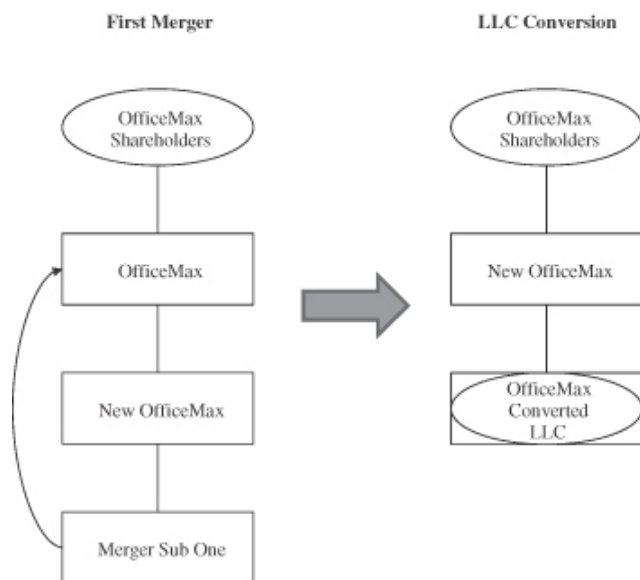 First Merger
OfficeMax
Shareholders
OfficeMax
New OfficeMax
Merger Sub One
LLC Conversion
OfficeMax
Shareholders
New OfficeMax
OfficeMax
Converted
LLC